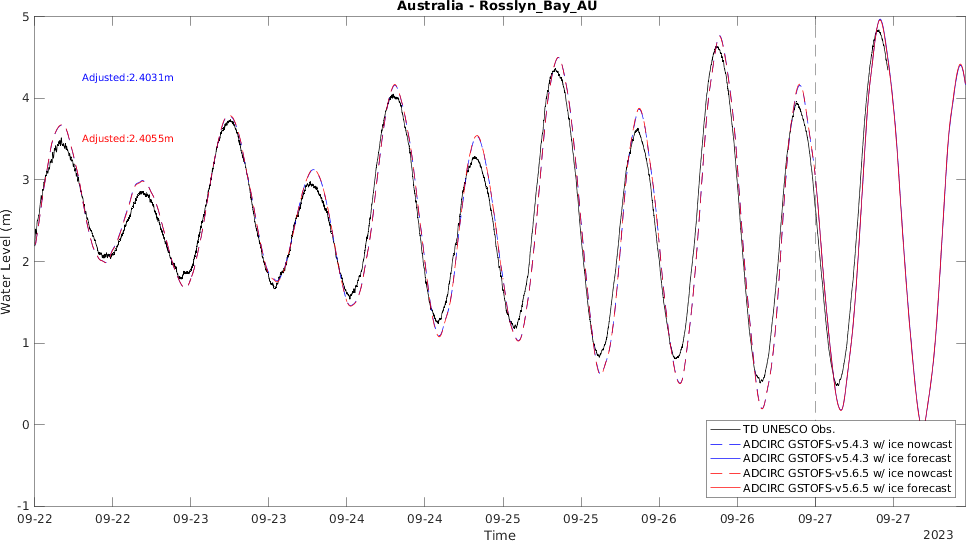 Australia - Rosslyn_Bay_AU
5
4
3
2
1
0
-1
Water Level (m)
Adjusted:2.4031m
Adjusted:2.4055m
TD UNESCO Obs.
ADCIRC GSTOFS-v5.4.3 w/ ice nowcast
ADCIRC GSTOFS-v5.4.3 w/ ice forecast
ADCIRC GSTOFS-v5.6.5 w/ ice nowcast
ADCIRC GSTOFS-v5.6.5 w/ ice forecast
09-22 09-22 09-23 09-23 09-24 09-24 09-25 09-25 09-26 09-26 09-27 09-27
Time
2023